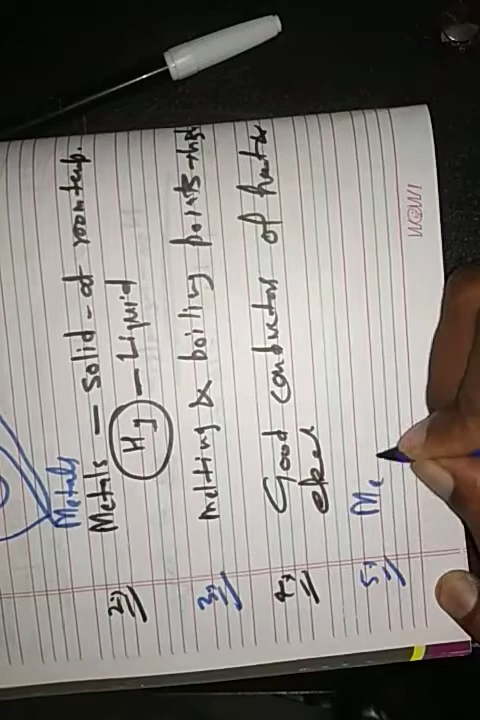 Metals
2) Metals – Solid – at room temp.
Hg – Liquid
3) melting & boiling points – high
4) Good conductors of heat &
elec
5) Me
WOW!